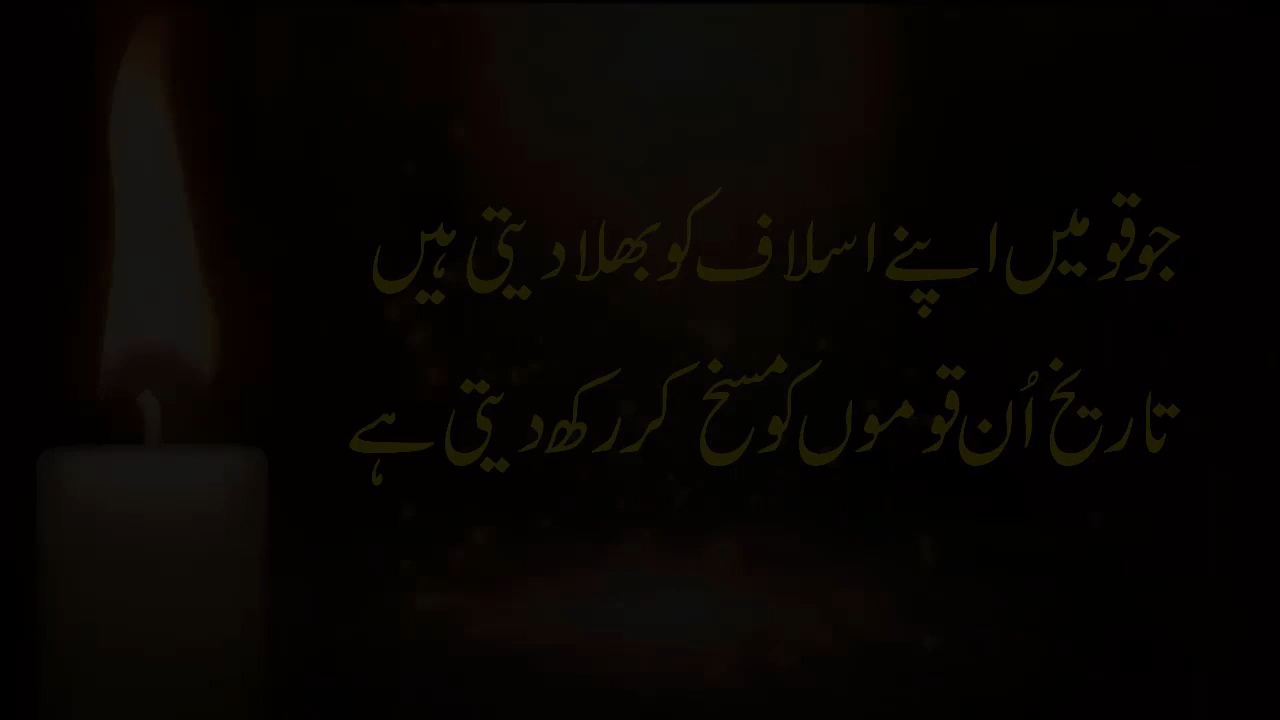 جو قومیں اپنے اسلاف کو بھلا دیتی ہیں
تاریخ اُن قوموں کو مسخ کر رکھ دیتی ہے